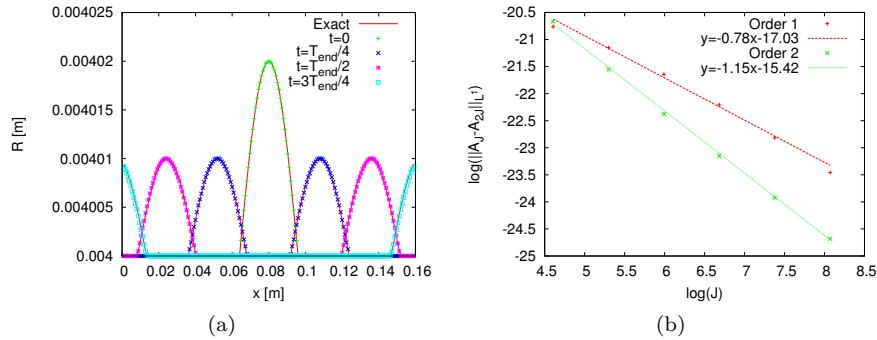 0.004025
0.00402
0.004015
0.00401
0.004005
0.004
R [m]
0 0.02 0.04 0.06 0.08 0.10 0.12 0.14 0.16
x [m]
Exact
t=0
t=T_end/4
t=T_end/2
t=3T_end/4
(a)
-20.5
-21
-21.5
-22
-22.5
-23
-23.5
-24
-24.5
-25
log(||A_J-A_2J||_L¹)
4.5 5 5.5 6 6.5 7 7.5 8 8.5
log(J)
Order 1
y=-0.78x-17.03
Order 2
y=-1.15x-15.42
(b)